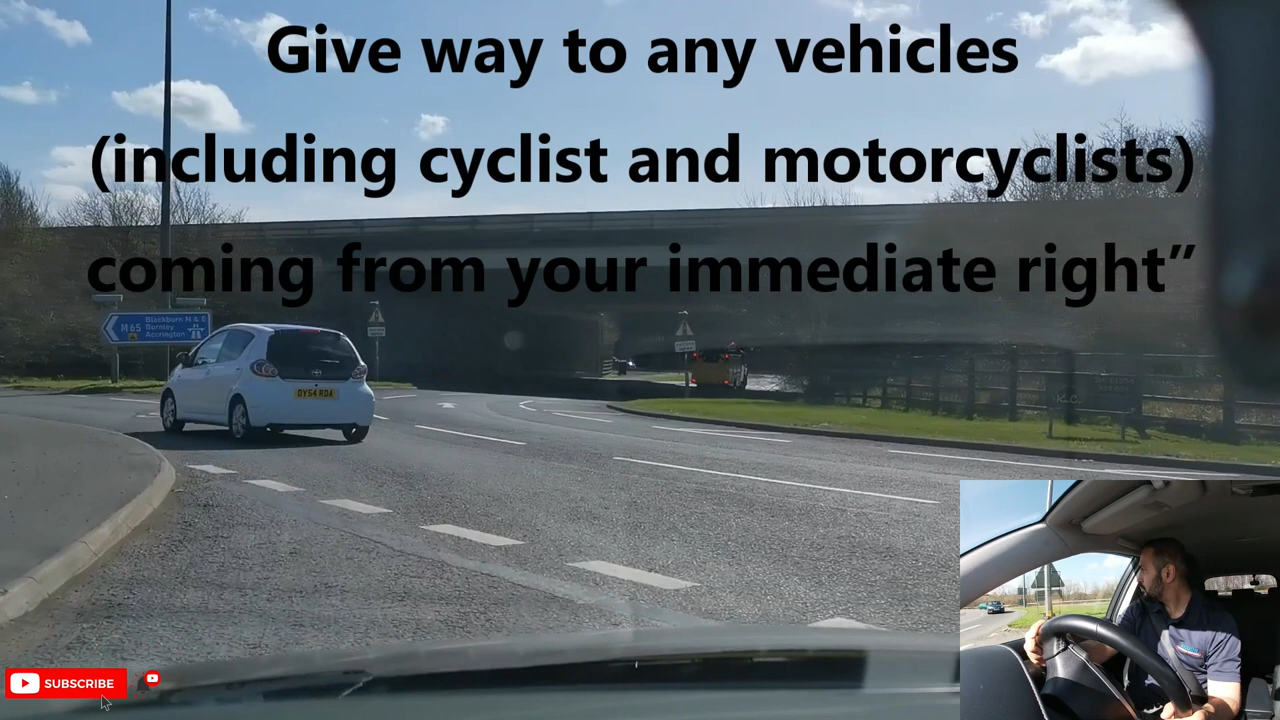 Give way to any vehicles
(including cyclist and motorcyclists)
coming from your immediate right”
Blackburn N & E
M65 Burnley
Accrington
OY54 RDA
SUBSCRIBE